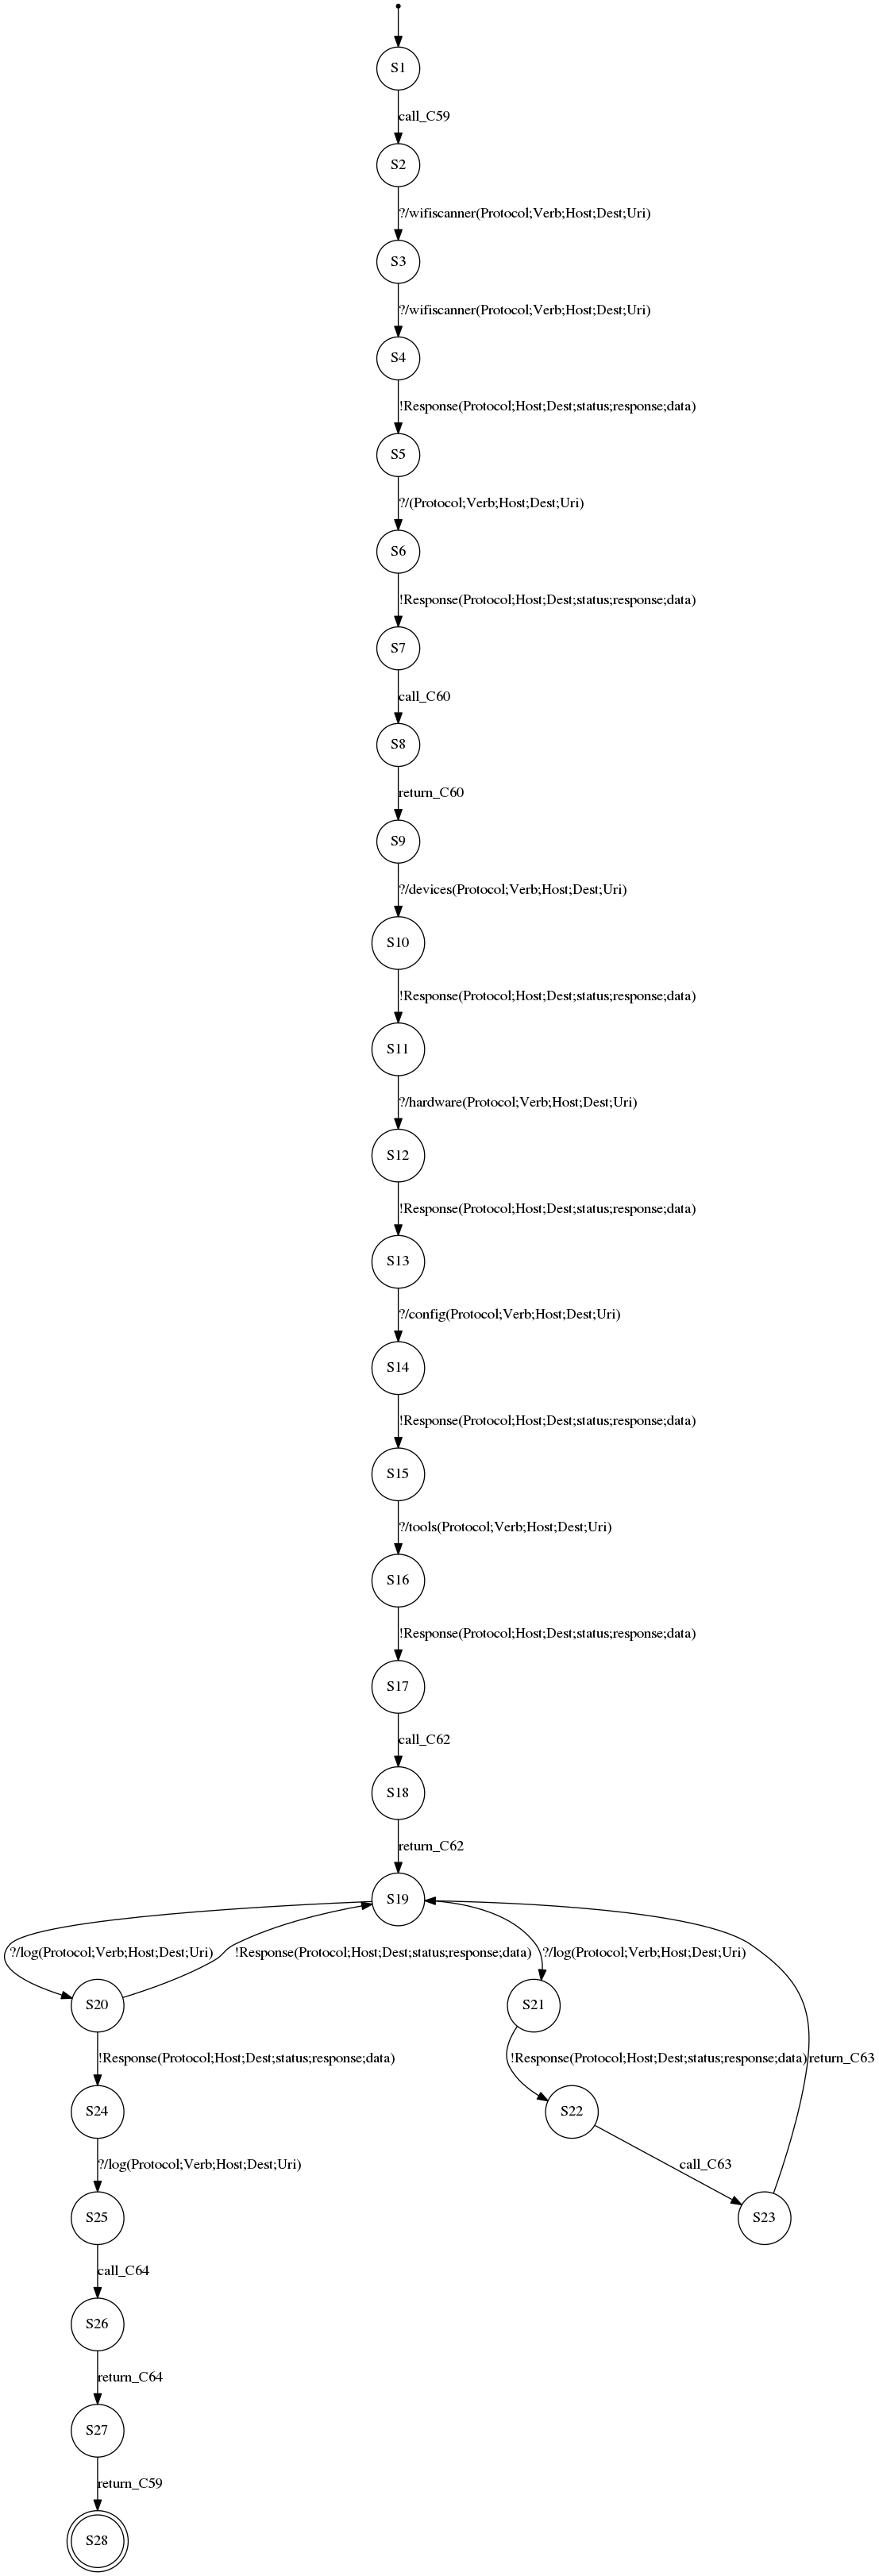 S1
call_C59
S2
?/wifiscanner(Protocol;Verb;Host;Dest;Uri)
S3
?/wifiscanner(Protocol;Verb;Host;Dest;Uri)
S4
!Response(Protocol;Host;Dest;status;response;data)
S5
?/(Protocol;Verb;Host;Dest;Uri)
S6
!Response(Protocol;Host;Dest;status;response;data)
S7
call_C60
S8
return_C60
S9
?/devices(Protocol;Verb;Host;Dest;Uri)
S10
!Response(Protocol;Host;Dest;status;response;data)
S11
?/hardware(Protocol;Verb;Host;Dest;Uri)
S12
!Response(Protocol;Host;Dest;status;response;data)
S13
?/config(Protocol;Verb;Host;Dest;Uri)
S14
!Response(Protocol;Host;Dest;status;response;data)
S15
?/tools(Protocol;Verb;Host;Dest;Uri)
S16
!Response(Protocol;Host;Dest;status;response;data)
S17
call_C62
S18
return_C62
S19
?/log(Protocol;Verb;Host;Dest;Uri) !Response(Protocol;Host;Dest;status;response;data) ?/log(Protocol;Verb;Host;Dest;Uri)
S20 S21
!Response(Protocol;Host;Dest;status;response;data) !Response(Protocol;Host;Dest;status;response;data) return_C63
S24 S22
?/log(Protocol;Verb;Host;Dest;Uri) call_C63
S25 S23
call_C64
S26
return_C64
S27
return_C59
S28